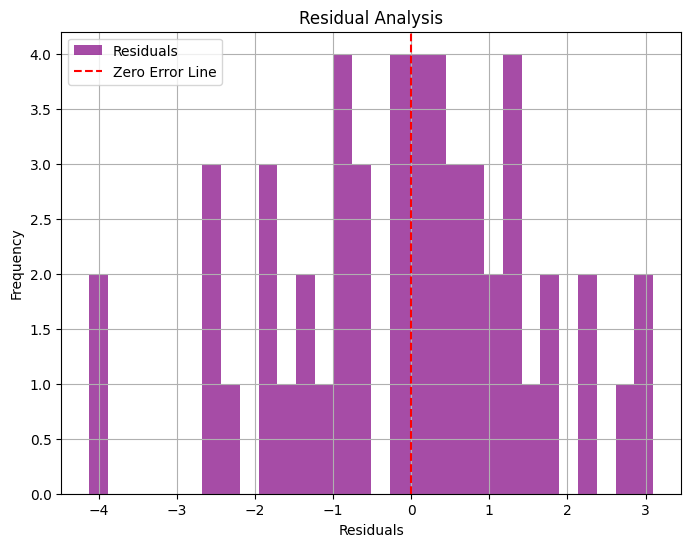 Residual Analysis
Residuals
Zero Error Line
Frequency
4.0
3.5
3.0
2.5
2.0
1.5
1.0
0.5
0.0
−4 −3 −2 −1 0 1 2 3
Residuals